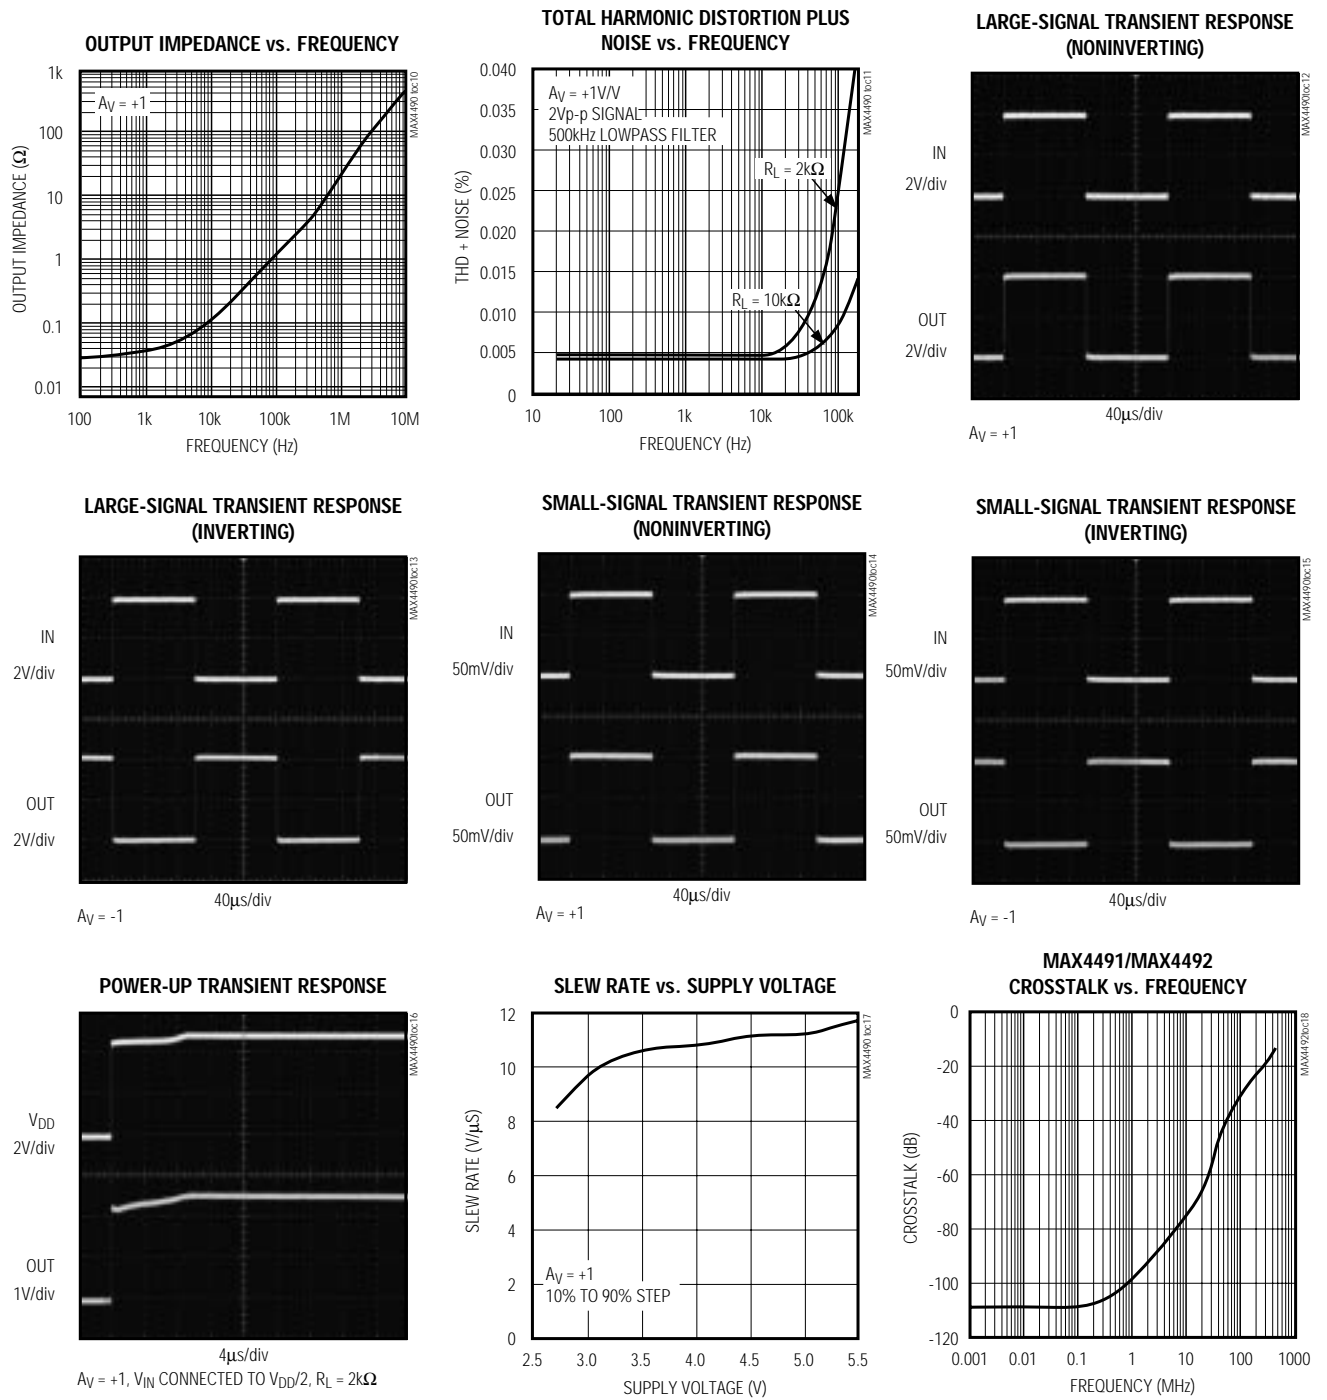 OUTPUT IMPEDANCE vs. FREQUENCY
MAX4490 toc10
AV = +1
OUTPUT IMPEDANCE (Ω)
1k
100
10
1
0.1
0.01
100 1k 10k 100k 1M 10M
FREQUENCY (Hz)
TOTAL HARMONIC DISTORTION PLUS
NOISE vs. FREQUENCY
MAX4490 toc11
AV = +1V/V
2Vp-p SIGNAL
500kHz LOWPASS FILTER
RL = 2kΩ
RL = 10kΩ
THD + NOISE (%)
0.040
0.035
0.030
0.025
0.020
0.015
0.010
0.005
0
10 100 1k 10k 100k
FREQUENCY (Hz)
LARGE-SIGNAL TRANSIENT RESPONSE
(NONINVERTING)
MAX4490toc12
IN
2V/div
OUT
2V/div
40μs/div
AV = +1
LARGE-SIGNAL TRANSIENT RESPONSE
(INVERTING)
MAX4490toc13
IN
2V/div
OUT
2V/div
40μs/div
AV = -1
SMALL-SIGNAL TRANSIENT RESPONSE
(NONINVERTING)
MAX4490toc14
IN
50mV/div
OUT
50mV/div
40μs/div
AV = +1
SMALL-SIGNAL TRANSIENT RESPONSE
(INVERTING)
MAX4490toc15
IN
50mV/div
OUT
50mV/div
40μs/div
AV = -1
POWER-UP TRANSIENT RESPONSE
MAX4490toc16
VDD
2V/div
OUT
1V/div
4μs/div
AV = +1, VIN CONNECTED TO VDD/2, RL = 2kΩ
SLEW RATE vs. SUPPLY VOLTAGE
MAX4490 toc17
SLEW RATE (V/μS)
12
10
8
6
4
2
0
AV = +1
10% TO 90% STEP
2.5 3.0 3.5 4.0 4.5 5.0 5.5
SUPPLY VOLTAGE (V)
MAX4491/MAX4492
CROSSTALK vs. FREQUENCY
MAX4492toc18
CROSSTALK (dB)
0
-20
-40
-60
-80
-100
-120
0.001 0.01 0.1 1 10 100 1000
FREQUENCY (MHz)